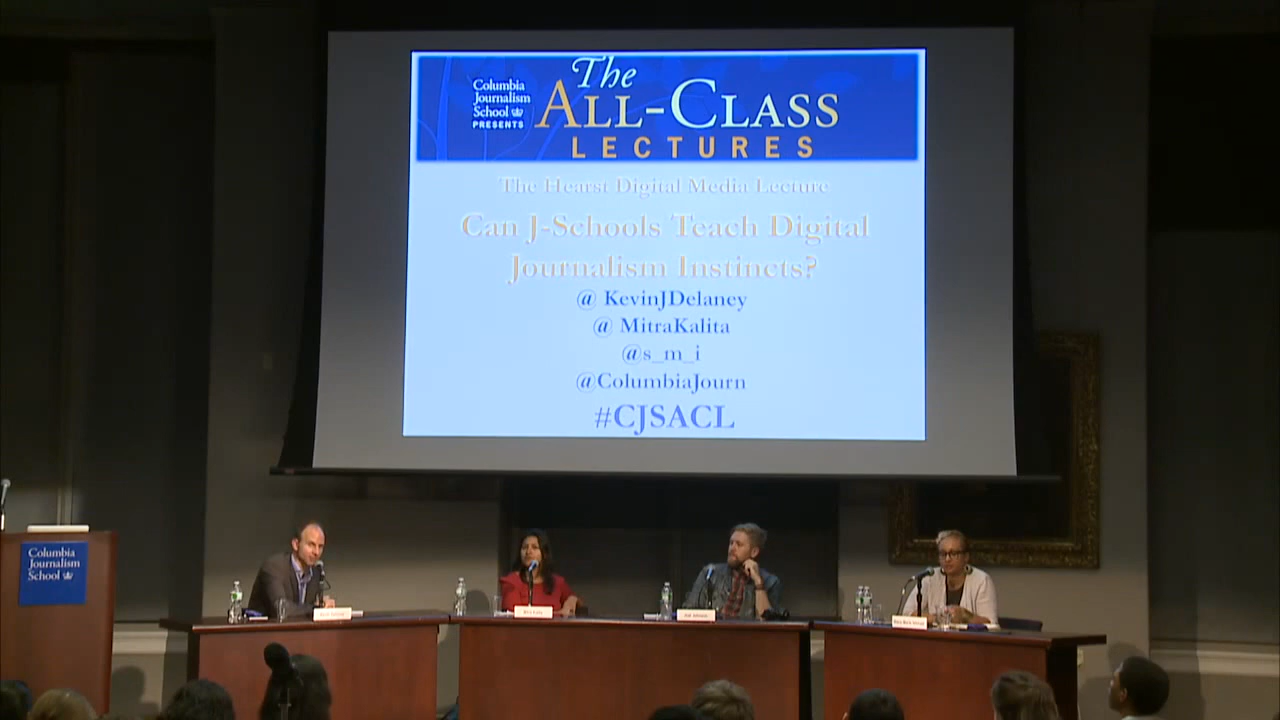 Columbia
Journalism
School
PRESENTS
The
ALL-CLASS
LECTURES
The Hearst Digital Media Lecture
Can J-Schools Teach Digital
Journalism Instincts?
@ KevinJDelaney
@ MitraKalita
@s_m_i
@ColumbiaJourn
#CJSACL
Columbia
Journalism
School